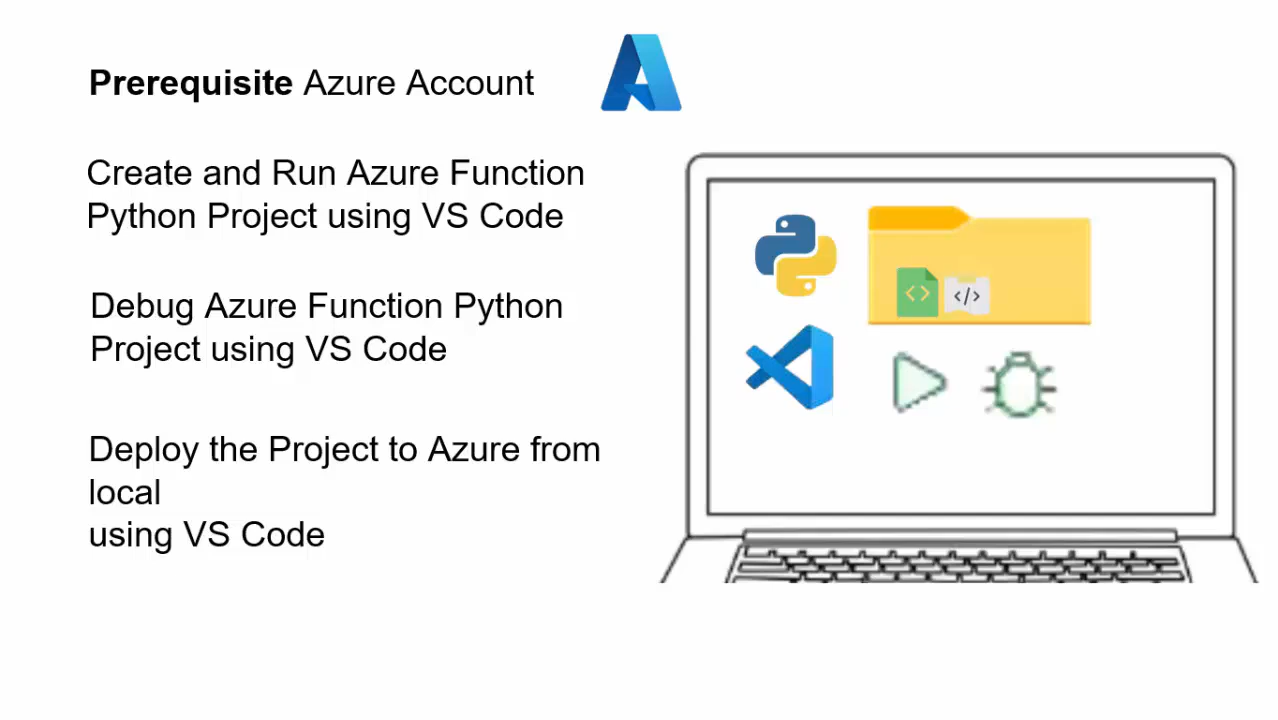 Prerequisite Azure Account
Create and Run Azure Function
Python Project using VS Code
Debug Azure Function Python
Project using VS Code
Deploy the Project to Azure from
local
using VS Code